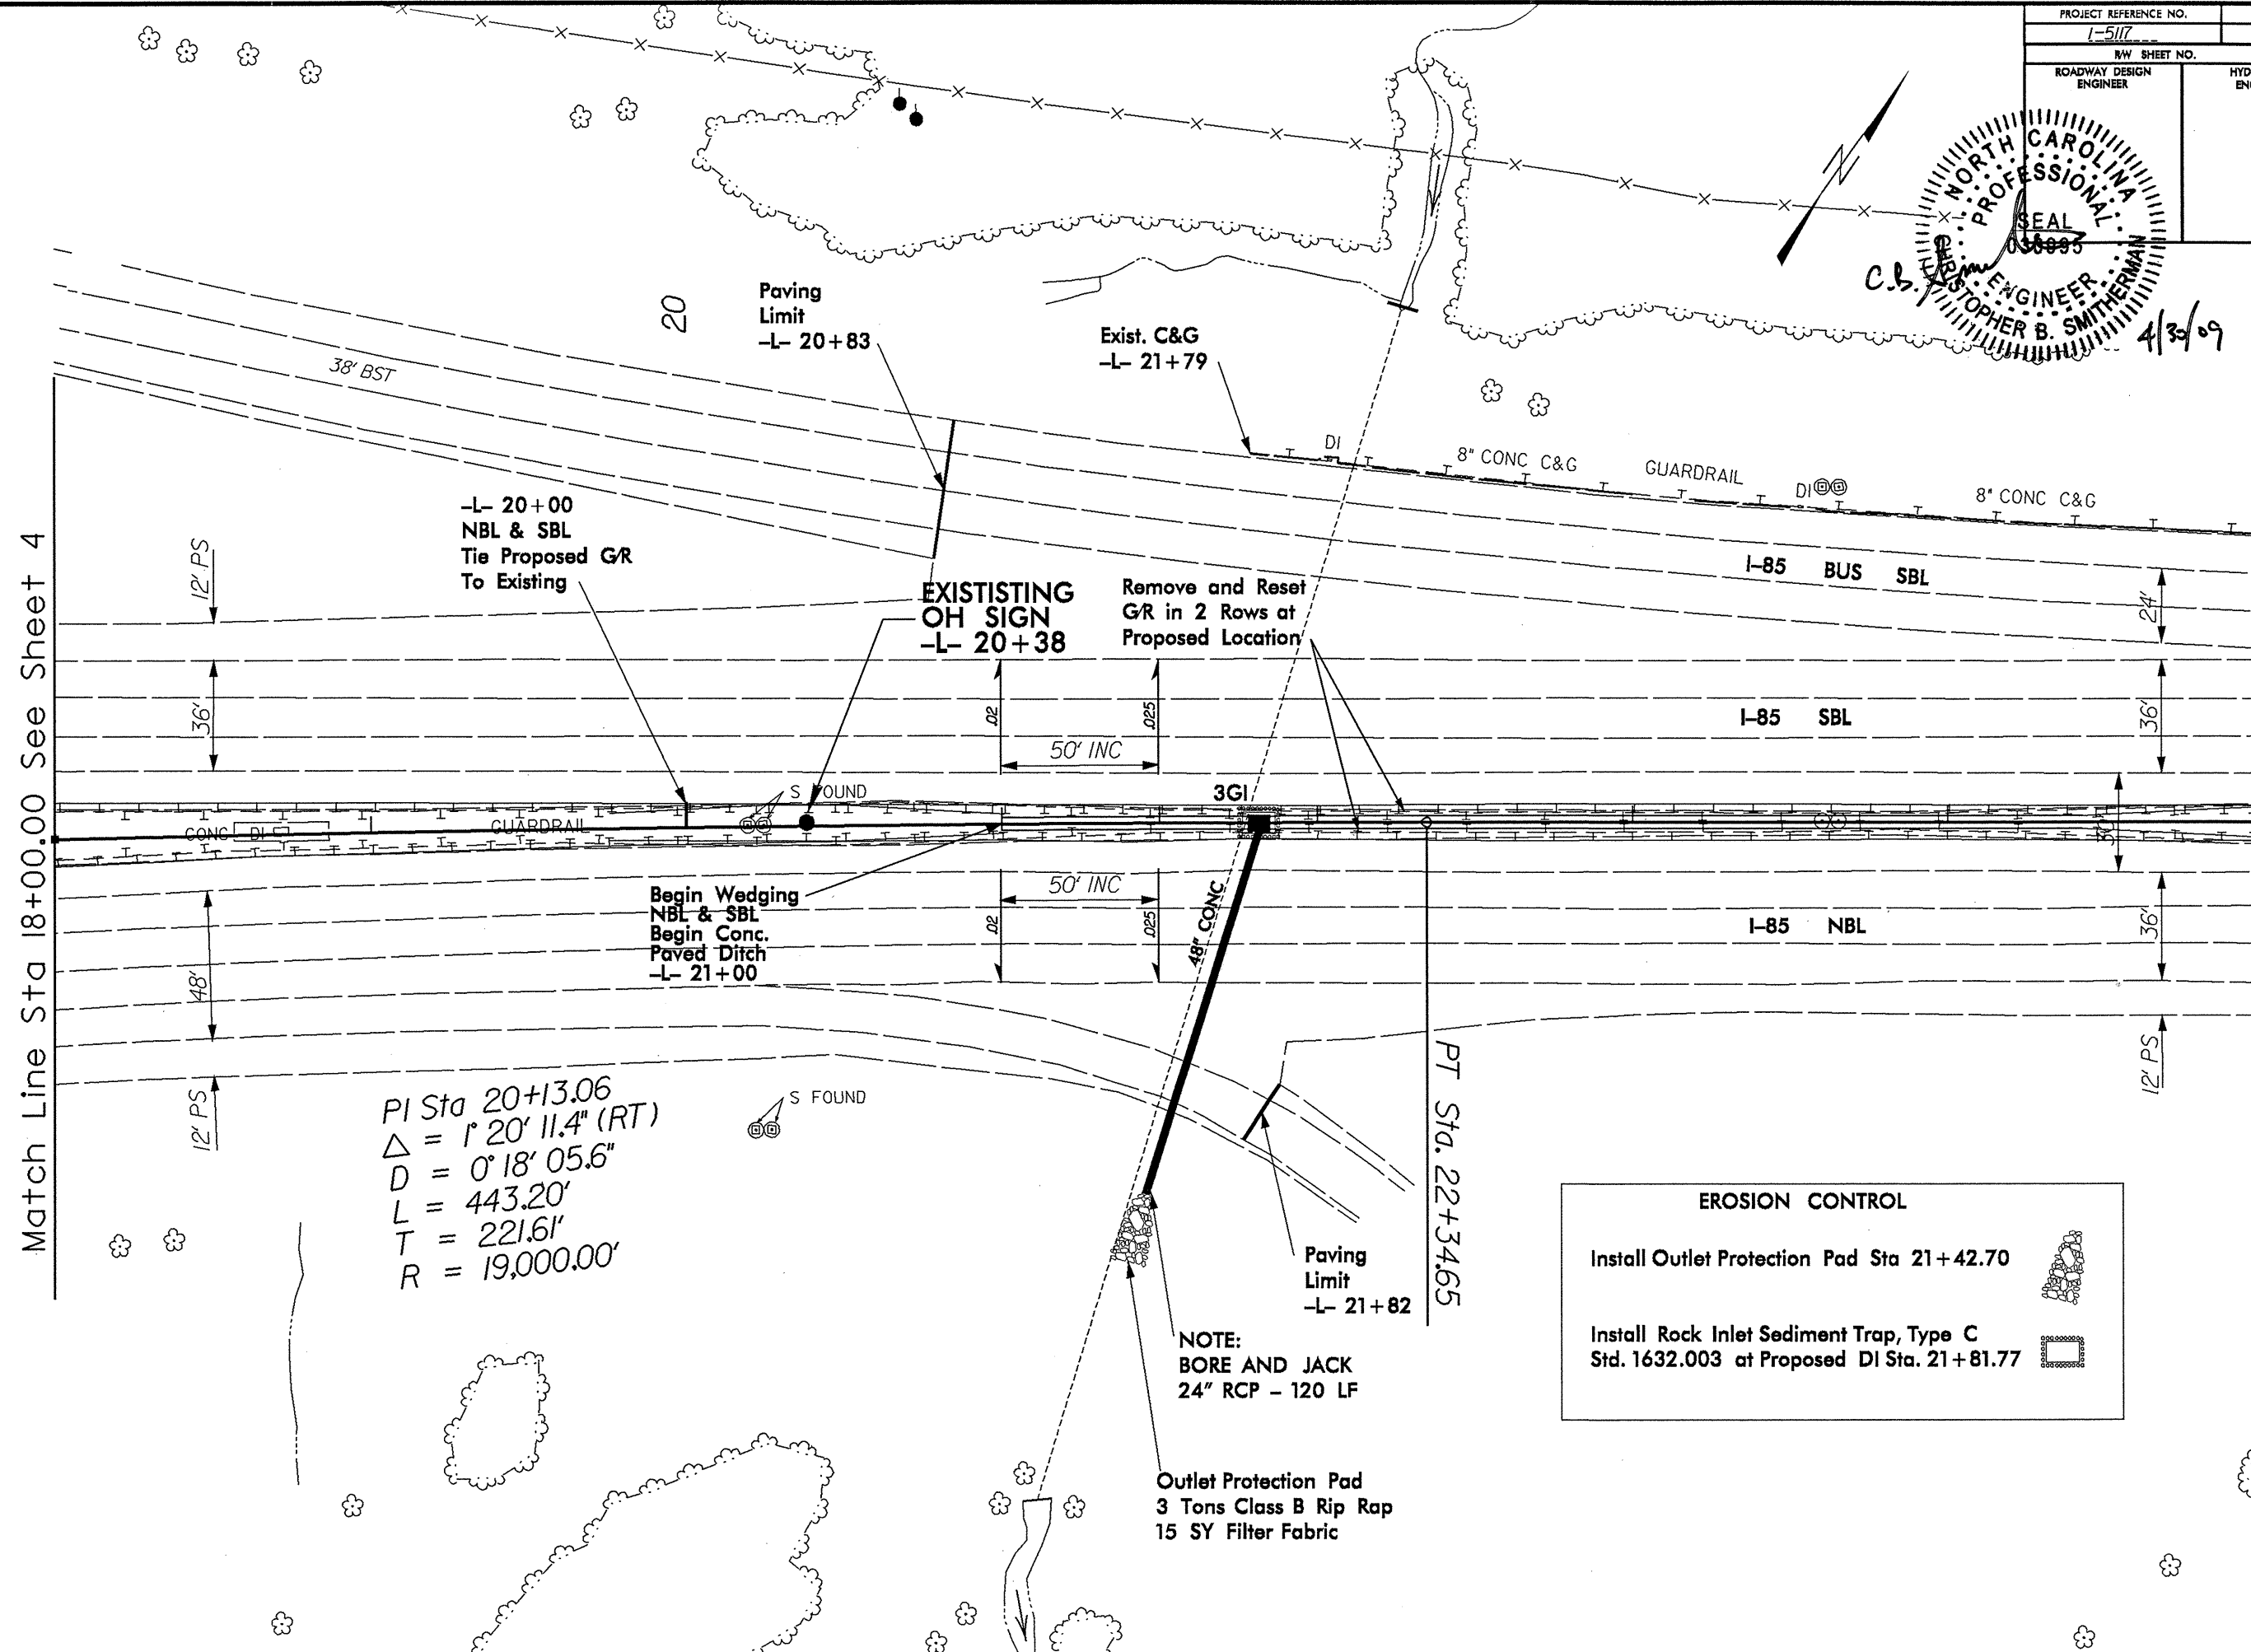 PROJECT REFERENCE NO.
I-5117
R/W SHEET NO.
ROADWAY DESIGN
ENGINEER
HYD
EN
NORTH CAROLINA
PROFESSIONAL
SEAL
030895
ENGINEER
CHRISTOPHER B. SMITHERMAN
C.B.
4/30/09
20
Paving
Limit
-L- 20+83
Exist. C&G
-L- 21+79
38' BST
DI
8" CONC C&G
GUARDRAIL
DI
8" CONC C&G
-L- 20+00
NBL & SBL
Tie Proposed G/R
To Existing
EXISTISTING
OH SIGN
-L- 20+38
Remove and Reset
G/R in 2 Rows at
Proposed Location
I-85 BUS SBL
24'
12' PS
36'
.02
.025
50' INC
I-85 SBL
36'
S FOUND
3GI
CONC DI
GUARDRAIL
30'
Match Line Sta 18+00.00 See Sheet 4
Begin Wedging
NBL & SBL
Begin Conc.
Paved Ditch
-L- 21+00
50' INC
.02
.025
48" CONC
I-85 NBL
36'
48'
12' PS
12' PS
PI Sta 20+13.06
Δ = 1° 20' 11.4" (RT)
D = 0° 18' 05.6"
L = 443.20'
T = 221.61'
R = 19,000.00'
S FOUND
PT Sta. 22+34.65
Paving
Limit
-L- 21+82
NOTE:
BORE AND JACK
24" RCP - 120 LF
Outlet Protection Pad
3 Tons Class B Rip Rap
15 SY Filter Fabric
EROSION CONTROL
Install Outlet Protection Pad Sta 21+42.70
Install Rock Inlet Sediment Trap, Type C
Std. 1632.003 at Proposed DI Sta. 21+81.77